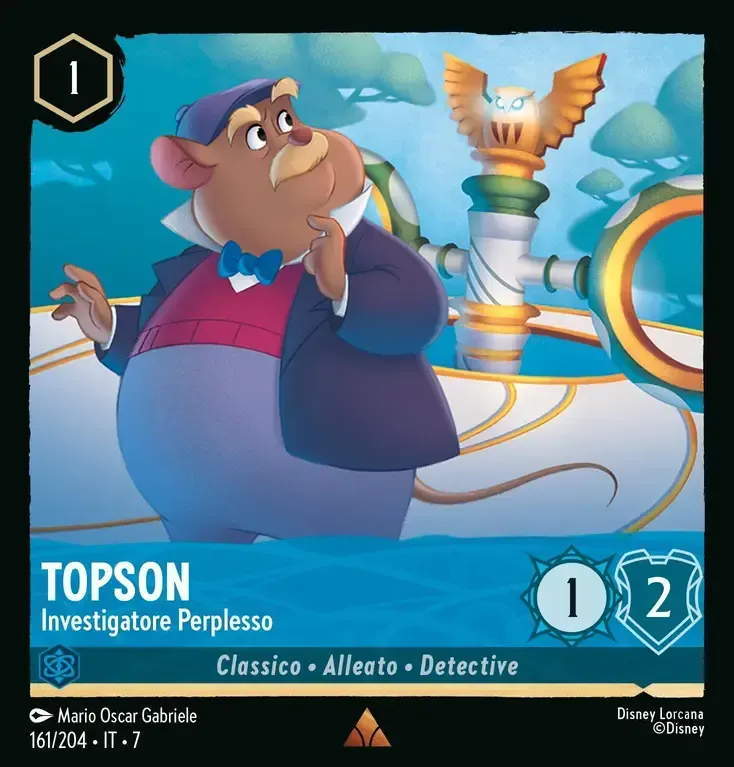 1
TOPSON
Investigatore Perplesso
1
2
Classico • Alleato • Detective
Mario Oscar Gabriele
161/204 • IT • 7
Disney Lorcana
©Disney